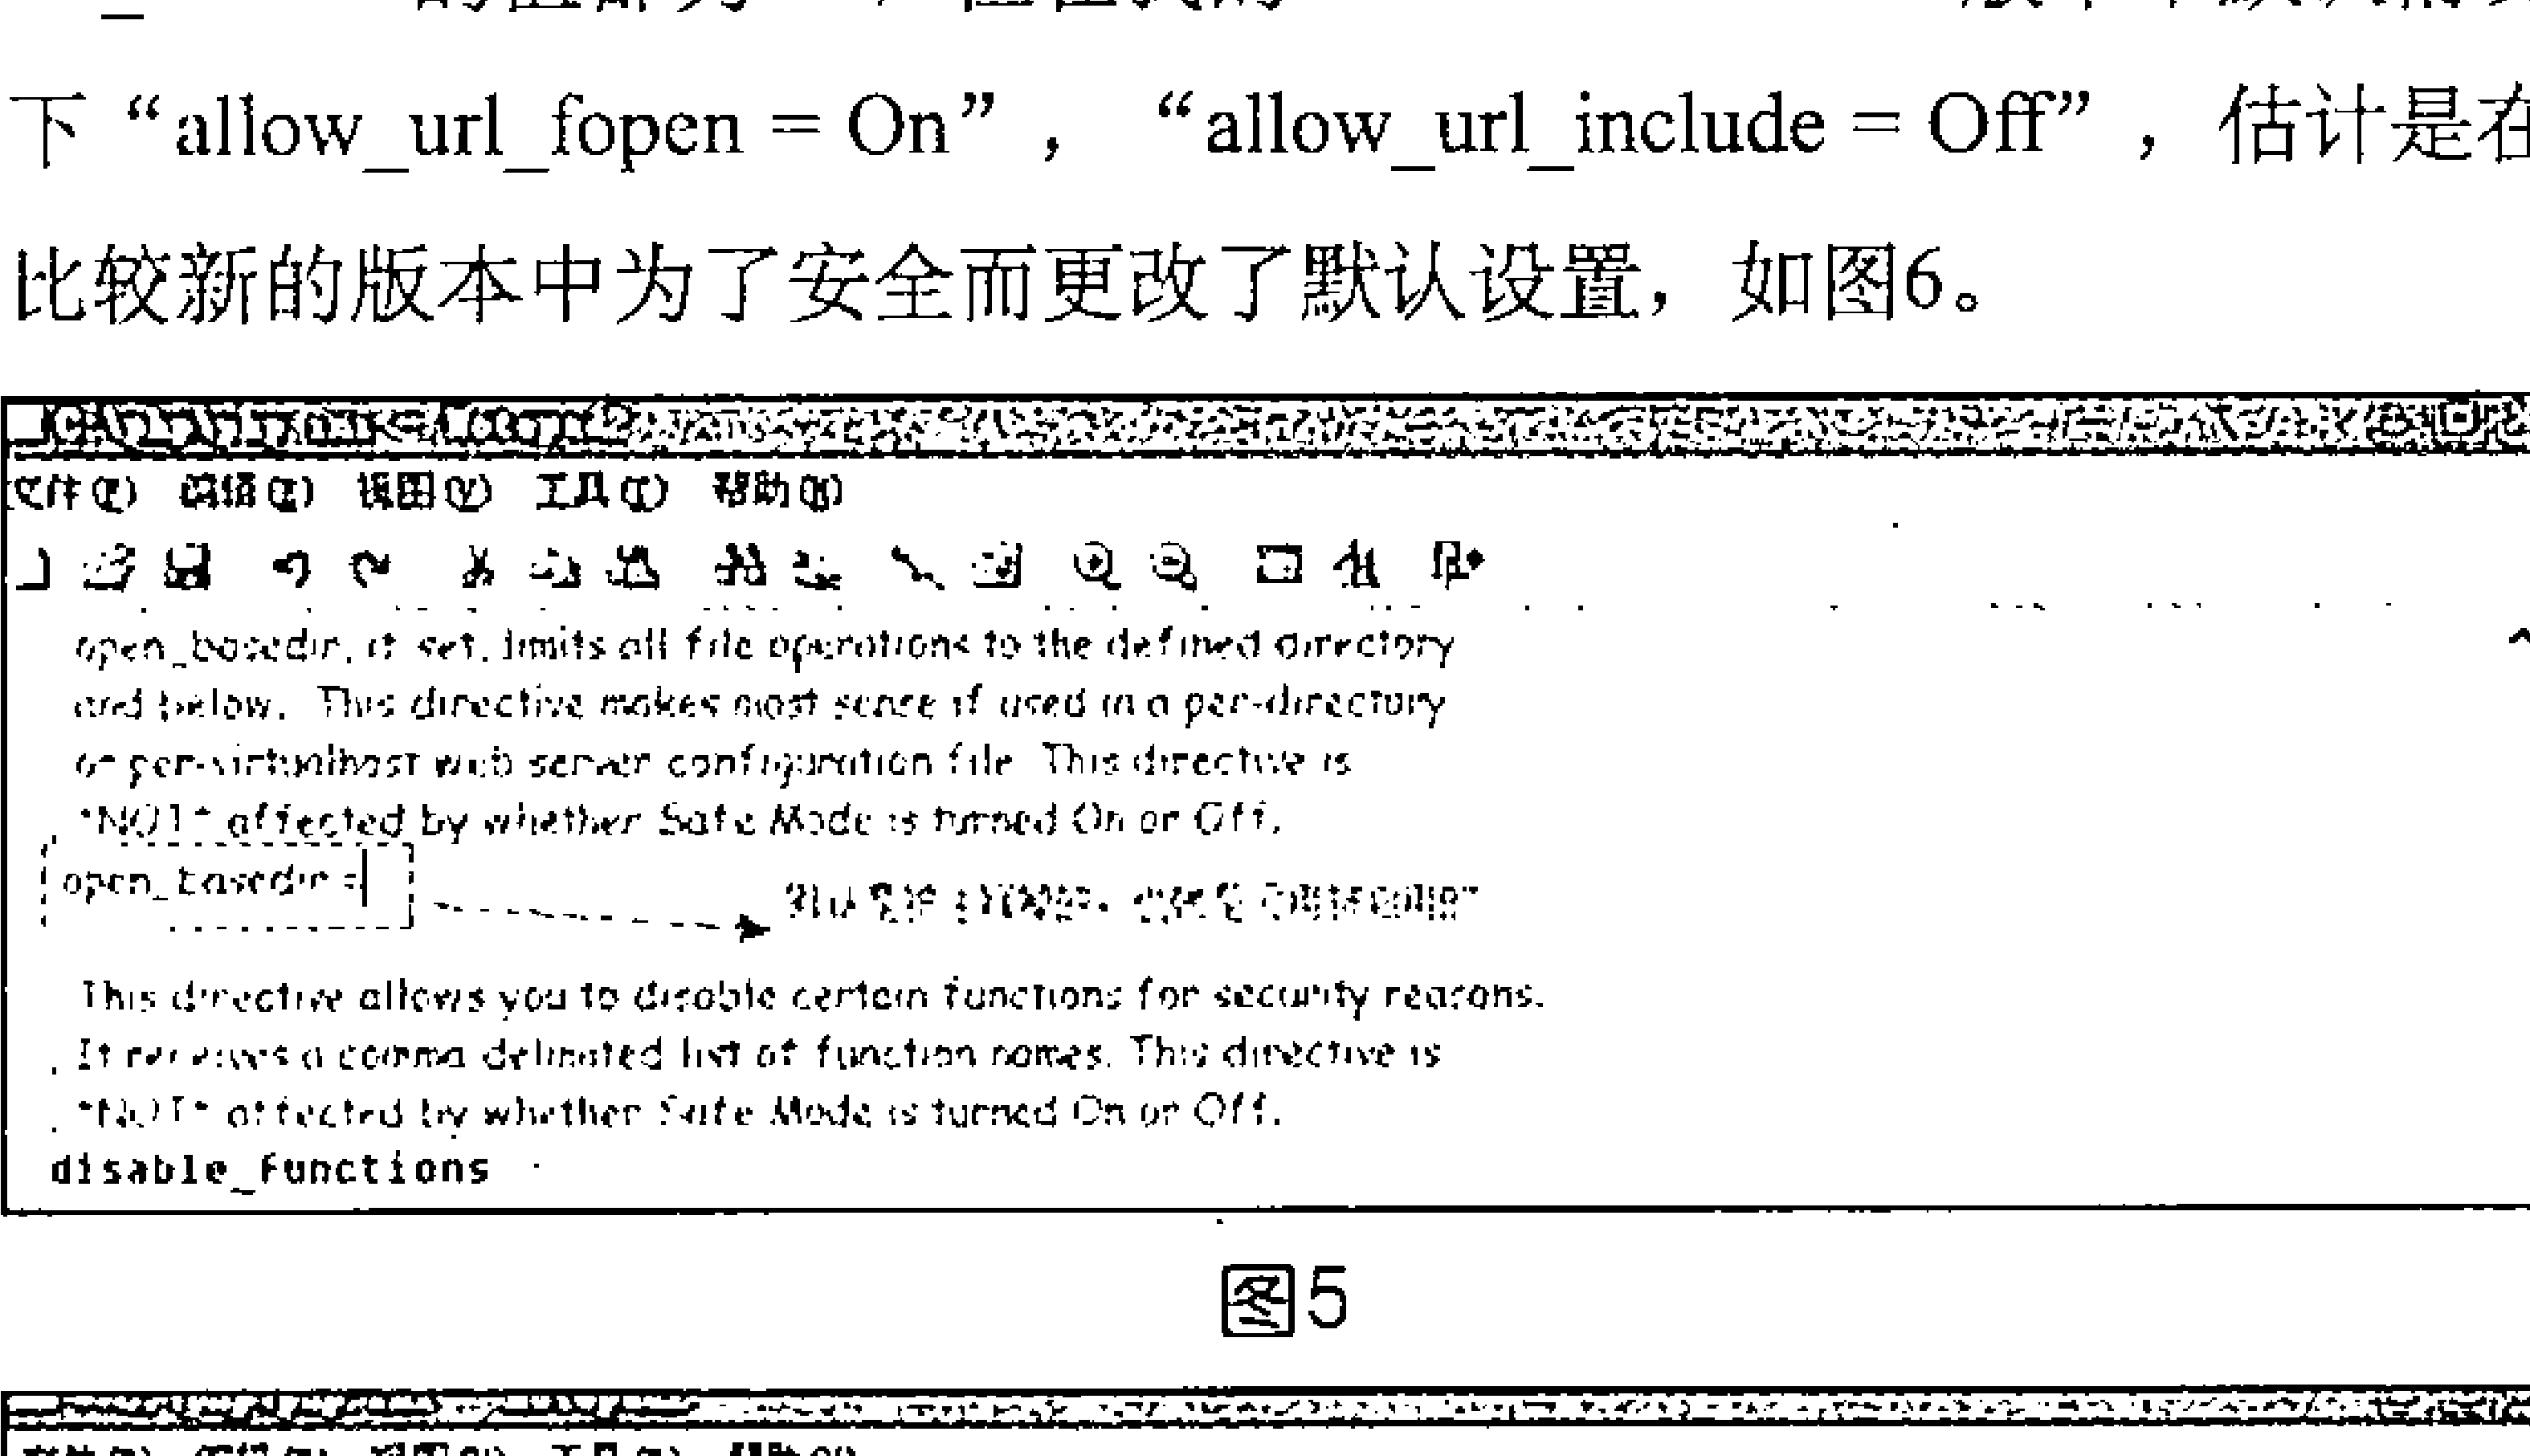 下“allow_url_fopen = On”，“allow_url_include = Off”，估计是在
比较新的版本中为了安全而更改了默认设置，如图6。
文件(F) 编辑(E) 视图(V) 工具(T) 帮助(H)
open_basedir, if set, limits all file operations to the defined directory
and below. This directive makes most sense if used in a per-directory
or per-virtualhost web server configuration file. This directive is
*NOT* affected by whether Safe Mode is turned On or Off.
open_basedir =
This directive allows you to disable certain functions for security reasons.
It receives a comma delimited list of function names. This directive is
*NOT* affected by whether Safe Mode is turned On or Off.
disable_functions
图5